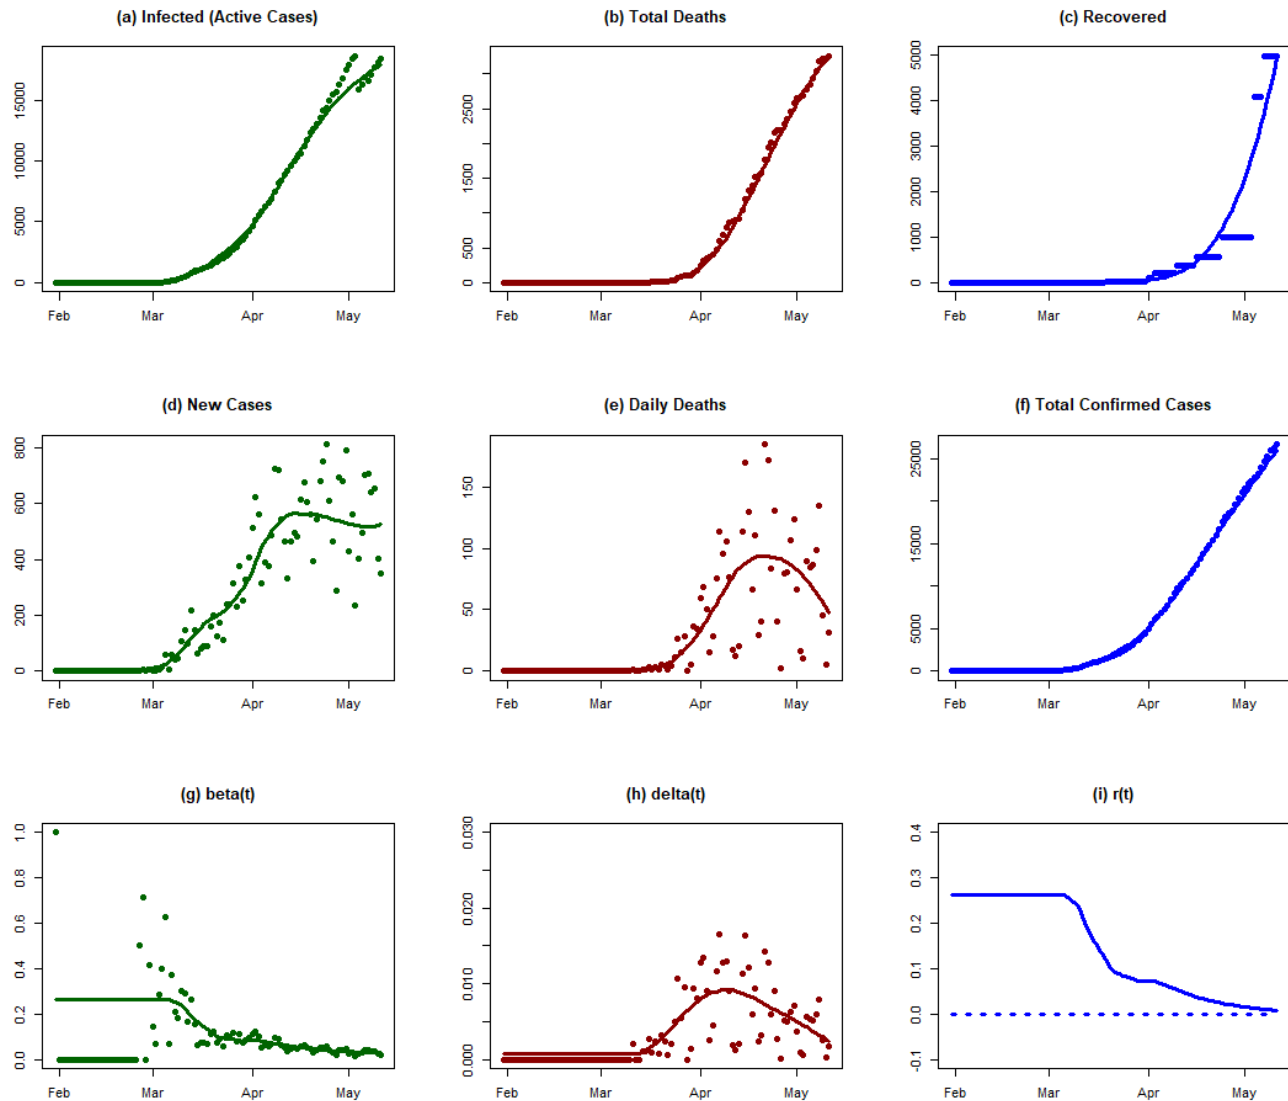 (a) Infected (Active Cases)
(b) Total Deaths
(c) Recovered
0 5000 10000 15000
0 500 1500 2500
0 1000 2000 3000 4000 5000
Feb Mar Apr May
Feb Mar Apr May
Feb Mar Apr May
(d) New Cases
(e) Daily Deaths
(f) Total Confirmed Cases
0 200 400 600 800
0 50 100 150
0 5000 15000 25000
Feb Mar Apr May
Feb Mar Apr May
Feb Mar Apr May
(g) beta(t)
(h) delta(t)
(i) r(t)
0.0 0.2 0.4 0.6 0.8 1.0
0.000 0.010 0.020 0.030
-0.1 0.0 0.1 0.2 0.3 0.4
Feb Mar Apr May
Feb Mar Apr May
Feb Mar Apr May